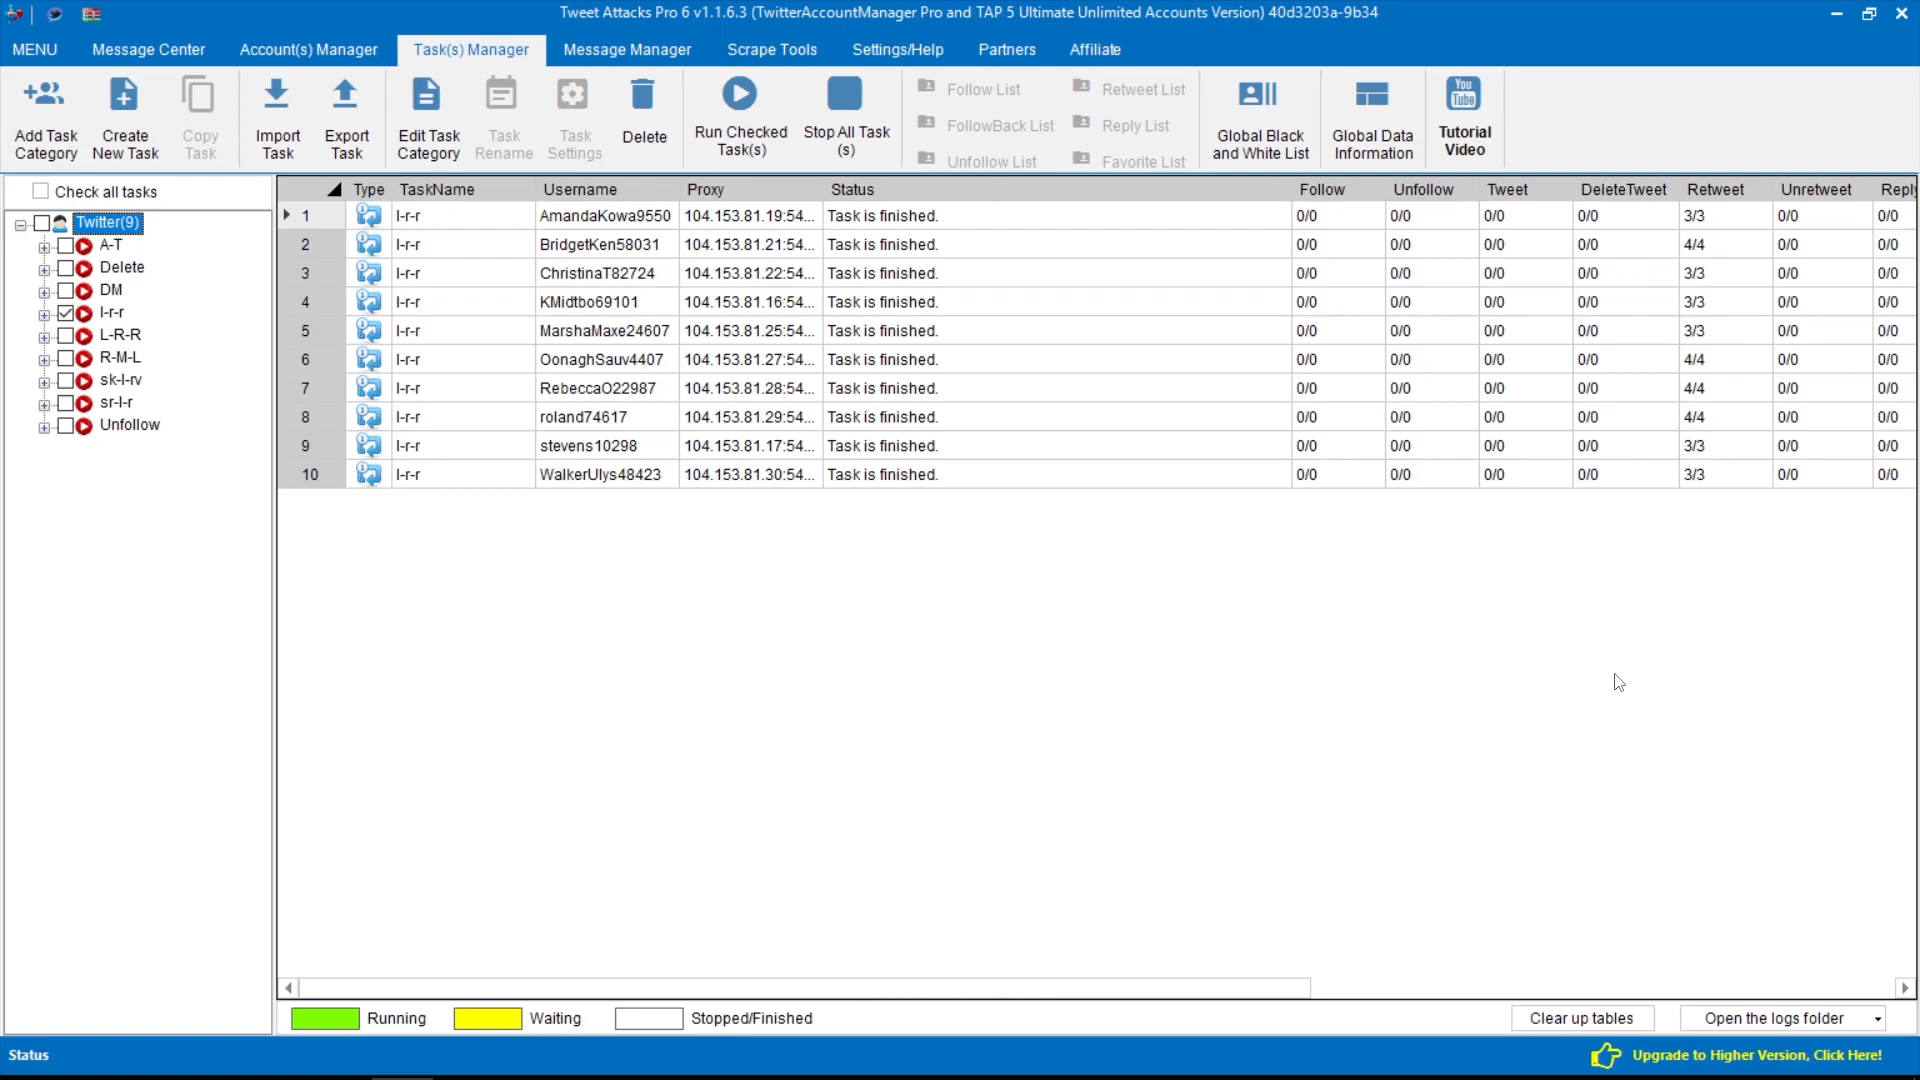 Tweet Attacks Pro 6 v1.1.6.3 (TwitterAccountManager Pro and TAP 5 Ultimate Unlimited Accounts Version) 40d3203a-9b34
MENU Message Center Account(s) Manager Task(s) Manager Message Manager Scrape Tools Settings/Help Partners Affiliate
Add Task Category
Create New Task
Copy Task
Import Task
Export Task
Edit Task Category
Task Rename
Task Settings
Delete
Run Checked Task(s)
Stop All Task (s)
Follow List
FollowBack List
Unfollow List
Retweet List
Reply List
Favorite List
Global Black and White List
Global Data Information
You Tube
Tutorial Video
Check all tasks
Twitter(9)
A-T
Delete
DM
l-r-r
L-R-R
R-M-L
sk-l-rv
sr-l-r
Unfollow
Type TaskName Username Proxy Status Follow Unfollow Tweet DeleteTweet Retweet Unretweet Reply
1 l-r-r AmandaKowa9550 104.153.81.19:54... Task is finished. 0/0 0/0 0/0 0/0 3/3 0/0 0/0
2 l-r-r BridgetKen58031 104.153.81.21:54... Task is finished. 0/0 0/0 0/0 0/0 4/4 0/0 0/0
3 l-r-r ChristinaT82724 104.153.81.22:54... Task is finished. 0/0 0/0 0/0 0/0 3/3 0/0 0/0
4 l-r-r KMidtbo69101 104.153.81.16:54... Task is finished. 0/0 0/0 0/0 0/0 3/3 0/0 0/0
5 l-r-r MarshaMaxe24607 104.153.81.25:54... Task is finished. 0/0 0/0 0/0 0/0 3/3 0/0 0/0
6 l-r-r OonaghSauv4407 104.153.81.27:54... Task is finished. 0/0 0/0 0/0 0/0 4/4 0/0 0/0
7 l-r-r RebeccaO22987 104.153.81.28:54... Task is finished. 0/0 0/0 0/0 0/0 4/4 0/0 0/0
8 l-r-r roland74617 104.153.81.29:54... Task is finished. 0/0 0/0 0/0 0/0 4/4 0/0 0/0
9 l-r-r stevens10298 104.153.81.17:54... Task is finished. 0/0 0/0 0/0 0/0 3/3 0/0 0/0
10 l-r-r WalkerUlys48423 104.153.81.30:54... Task is finished. 0/0 0/0 0/0 0/0 3/3 0/0 0/0
Running Waiting Stopped/Finished Clear up tables Open the logs folder
Status Upgrade to Higher Version, Click Here!